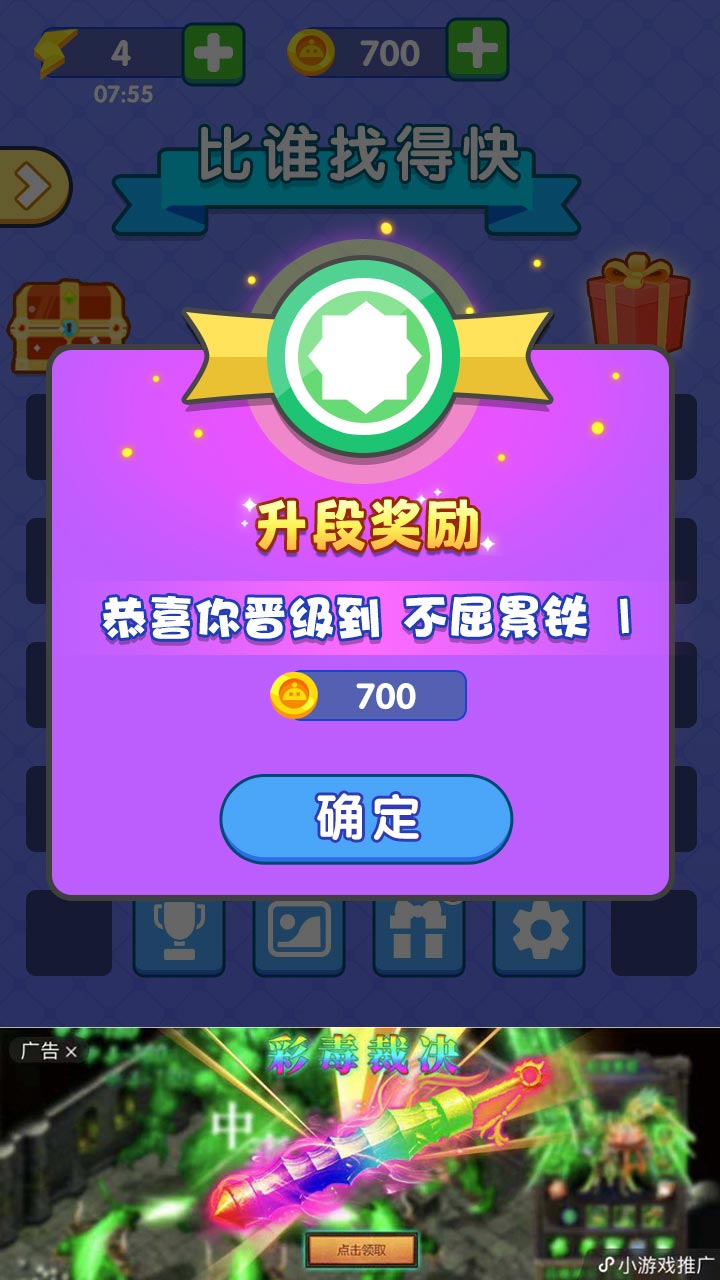 4
700
07:55
比谁找得快
升段奖励
恭喜你晋级到 不屈累铁 I
700
确定
广告 ×
彩毒裁决
中
点击领取
小游戏推广